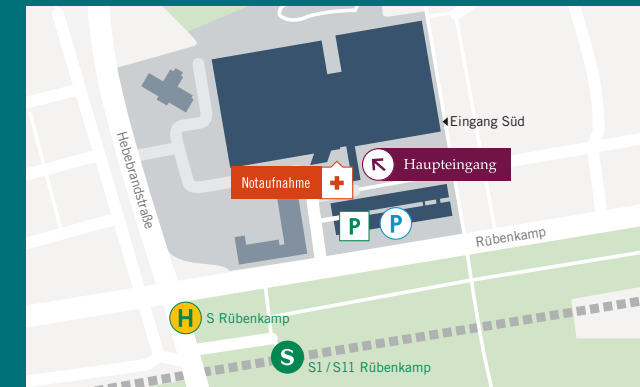 Hebebrandstraße
Eingang Süd
Haupteingang
Notaufnahme
P
P
Rübenkamp
H
S Rübenkamp
S
S1 / S11 Rübenkamp